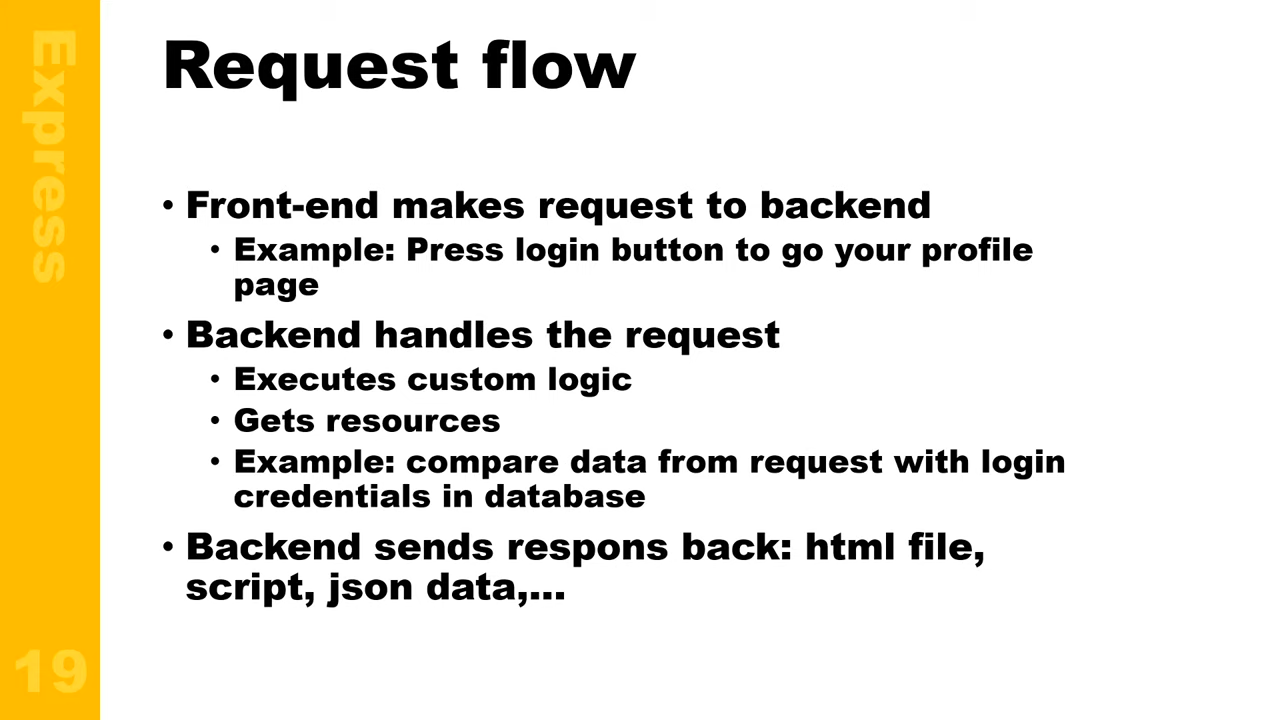 Express
Request flow
• Front-end makes request to backend
• Example: Press login button to go your profile
page
• Backend handles the request
• Executes custom logic
• Gets resources
• Example: compare data from request with login
credentials in database
• Backend sends respons back: html file,
script, json data,...
19